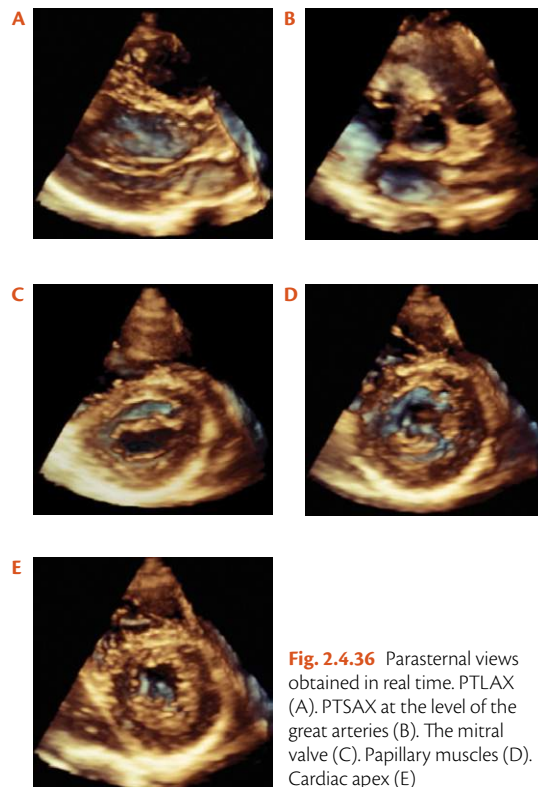 A
B
C
D
E
Fig. 2.4.36 Parasternal views
obtained in real time. PTLAX
(A). PTSAX at the level of the
great arteries (B). The mitral
valve (C). Papillary muscles (D).
Cardiac apex (E)